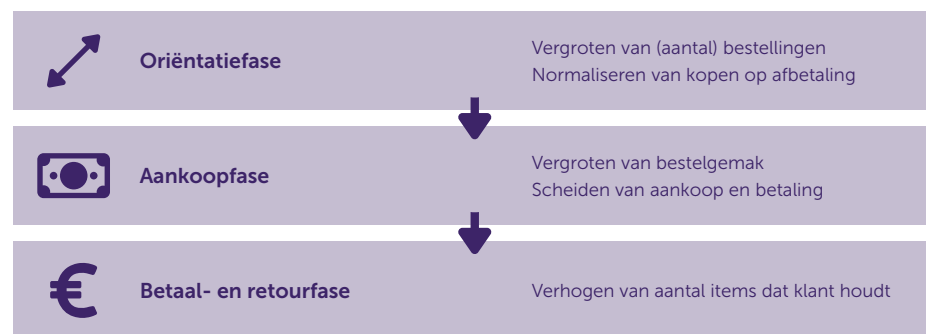 Oriëntatiefase
Vergroten van (aantal) bestellingen
Normaliseren van kopen op afbetaling
Aankoopfase
Vergroten van bestelgemak
Scheiden van aankoop en betaling
€
Betaal- en retourfase
Verhogen van aantal items dat klant houdt